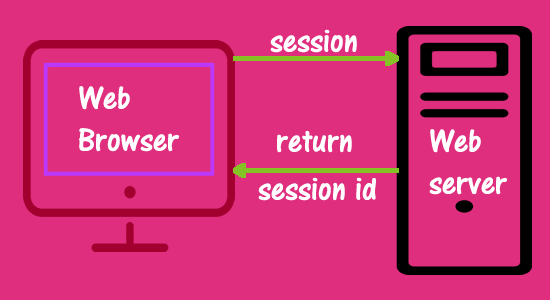 session
Web
Browser
return
session id
Web
server